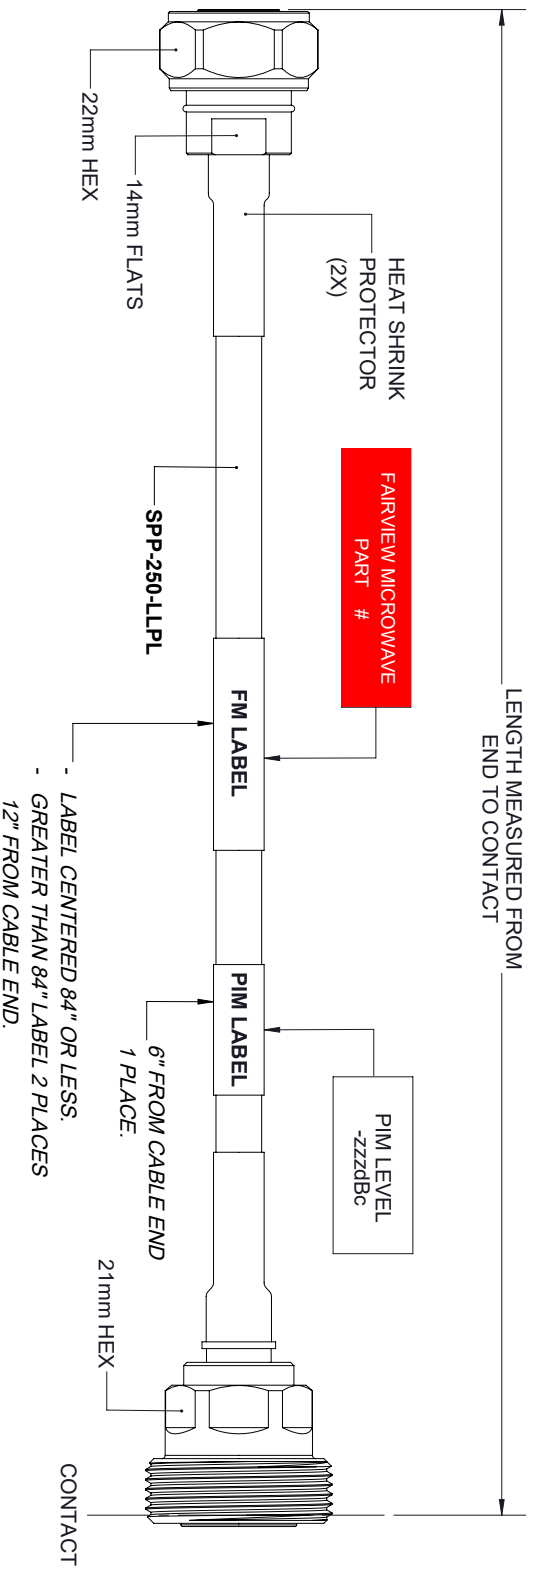 LENGTH MEASURED FROM
END TO CONTACT
HEAT SHRINK
PROTECTOR
(2X)
FAIRVIEW MICROWAVE
PART #
PIM LEVEL
-zzzdBc
FM LABEL
PIM LABEL
22mm HEX
14mm FLATS
SPP-250-LLPL
6" FROM CABLE END
1 PLACE.
21mm HEX
CONTACT
- LABEL CENTERED 84" OR LESS.
- GREATER THAN 84" LABEL 2 PLACES
12" FROM CABLE END.